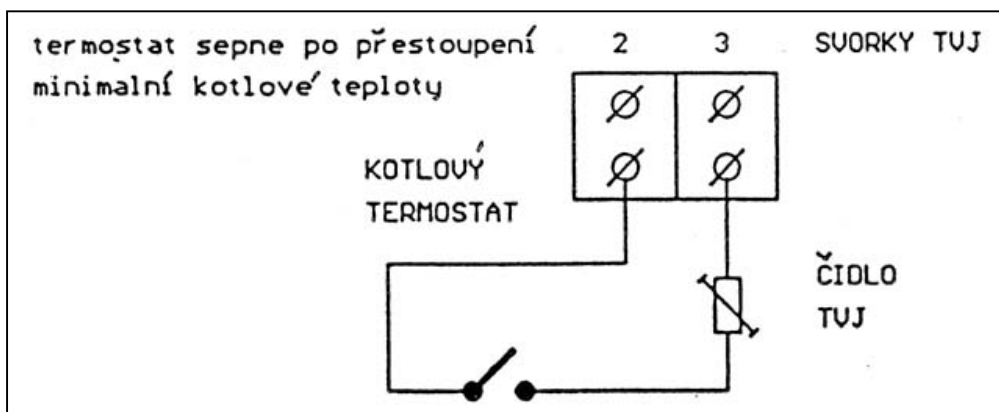 termostat sepne po přestoupení
minimalní kotlové teploty
2 3 SVORKY TVJ
KOTLOVÝ
TERMOSTAT
ČIDLO
TVJ